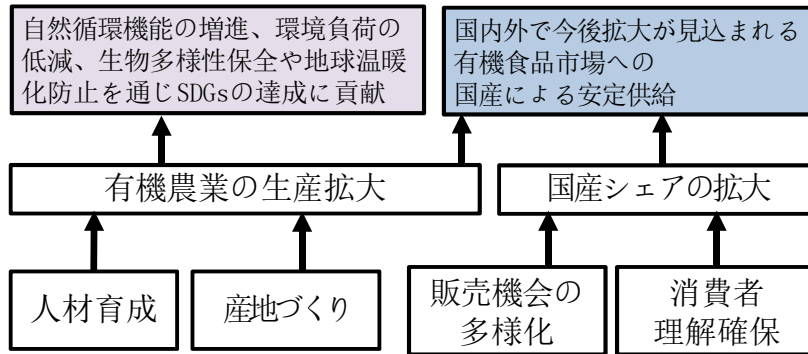 自然循環機能の増進、環境負荷の
低減、生物多様性保全や地球温暖
化防止を通じSDGsの達成に貢献
国内外で今後拡大が見込まれる
有機食品市場への
国産による安定供給
有機農業の生産拡大
国産シェアの拡大
人材育成
産地づくり
販売機会の
多様化
消費者
理解確保